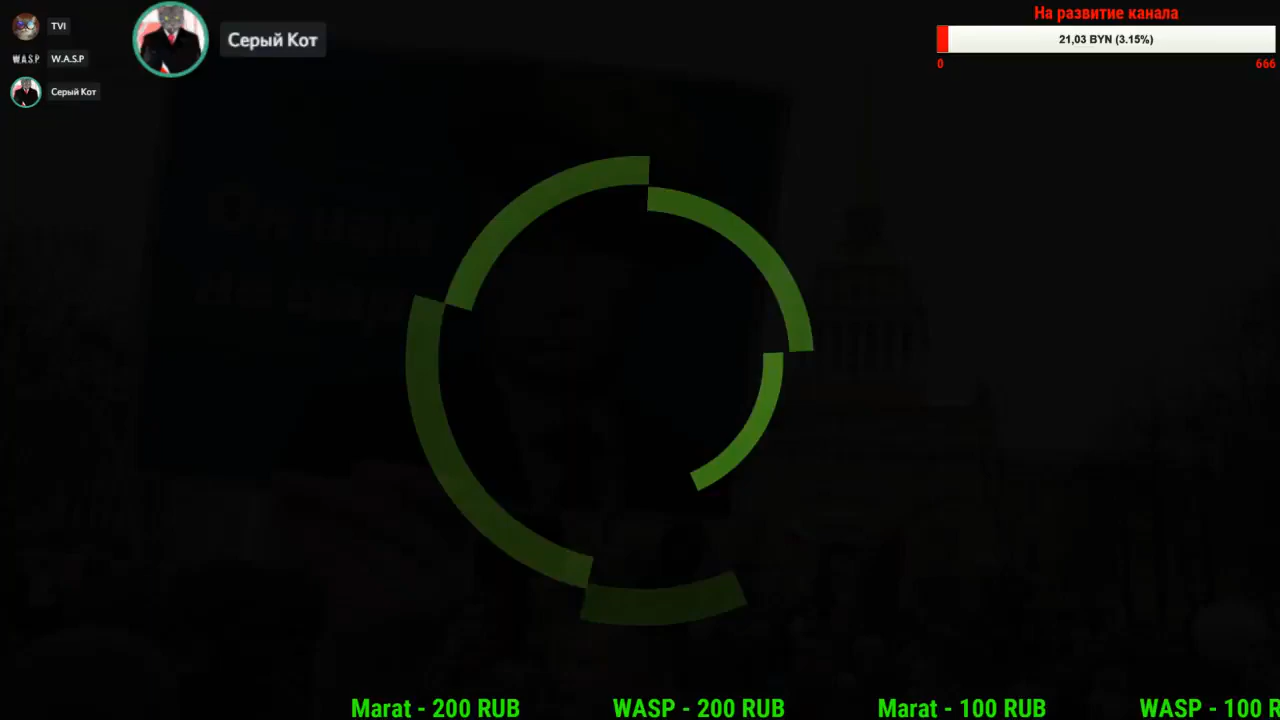 TVI
W.A.S.P W.A.S.P
Серый Кот
Серый Кот
На развитие канала
21,03 BYN (3.15%)
0 666
Marat - 200 RUB WASP - 200 RUB Marat - 100 RUB WASP - 100 R